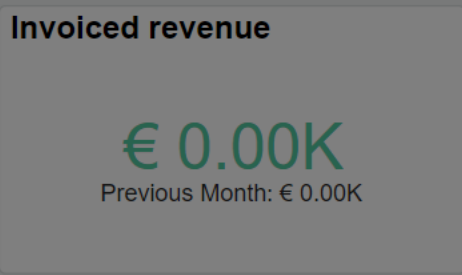 Invoiced revenue
€ 0.00K
Previous Month: € 0.00K